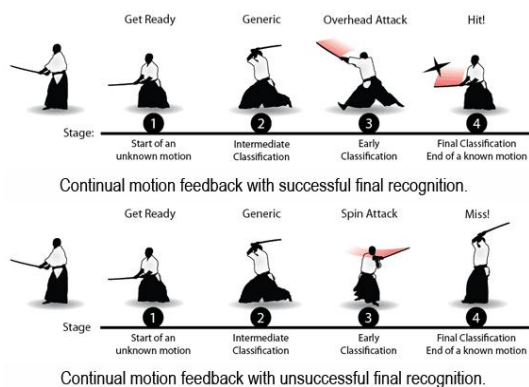 Get Ready Generic Overhead Attack Hit!
Stage: 1 2 3 4
Start of an Intermediate Early Final Classification
unknown motion Classification Classification End of a known motion
Continual motion feedback with successful final recognition.
Get Ready Generic Spin Attack Miss!
Stage 1 2 3 4
Start of an Intermediate Early Final Classification
unknown motion Classification Classification End of a known motion
Continual motion feedback with unsuccessful final recognition.